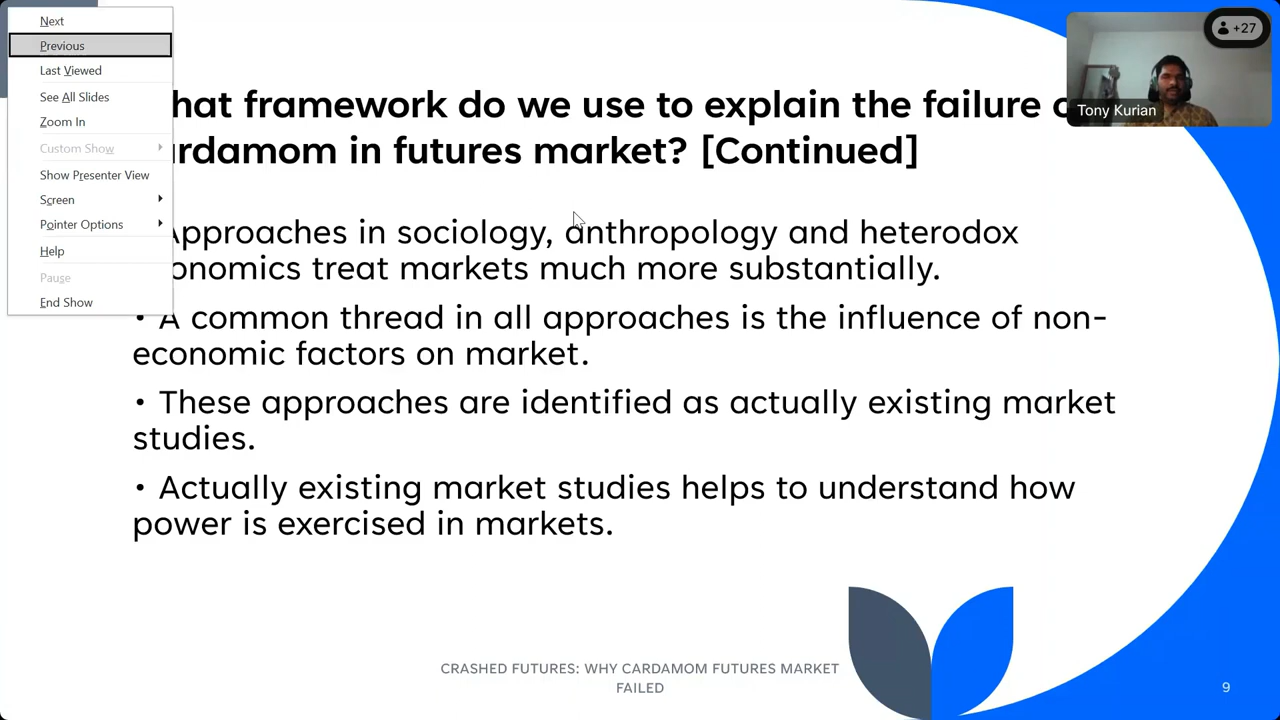 Next
Previous
Last Viewed
See All Slides
Zoom In
Custom Show
Show Presenter View
Screen
Pointer Options
Help
Pause
End Show
+27
Tony Kurian
hat framework do we use to explain the failure o
rdamom in futures market? [Continued]
Approaches in sociology, anthropology and heterodox
onomics treat markets much more substantially.
• A common thread in all approaches is the influence of non-
economic factors on market.
• These approaches are identified as actually existing market
studies.
• Actually existing market studies helps to understand how
power is exercised in markets.
CRASHED FUTURES: WHY CARDAMOM FUTURES MARKET
FAILED
9